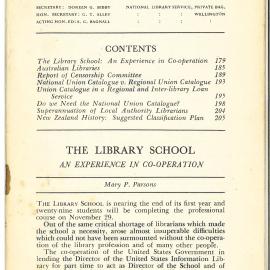 SECRETARY: DOREEN G. BIBBY
HON. SECRETARY: G. T. ALLEY
ACTING HON. ED.: A. G. BAGNALL
NATIONAL LIBRARY SERVICE, PRIVATE BAG,
WELLINGTON
CONTENTS
The Library School: An Experience in Co-operation 179
Australian Libraries 185
Report of Censorship Committee 189
National Union Catalogue v. Regional Union Catalogue 193
Union Catalogue in a Regional and Inter-library Loan
Service 195
Do we Need the National Union Catalogue? 198
Superannuation of Local Authority Librarians 204
New Zealand History: Suggested Classification Plan 205
THE LIBRARY SCHOOL
AN EXPERIENCE IN CO-OPERATION
Mary P. Parsons
THE LIBRARY SCHOOL is nearing the end of its first year and
twenty-nine students will be completing the professional
course on November 29.
Out of the same critical shortage of librarians which made
the school a necessity, arose almost insuperable difficulties
which could not have been surmounted without the co-opera-
tion of the library profession and of many other people.
The co-operation of the United States Government in
lending the Director of the United States Information Lib-
rary for part time to act as Director of the School and of